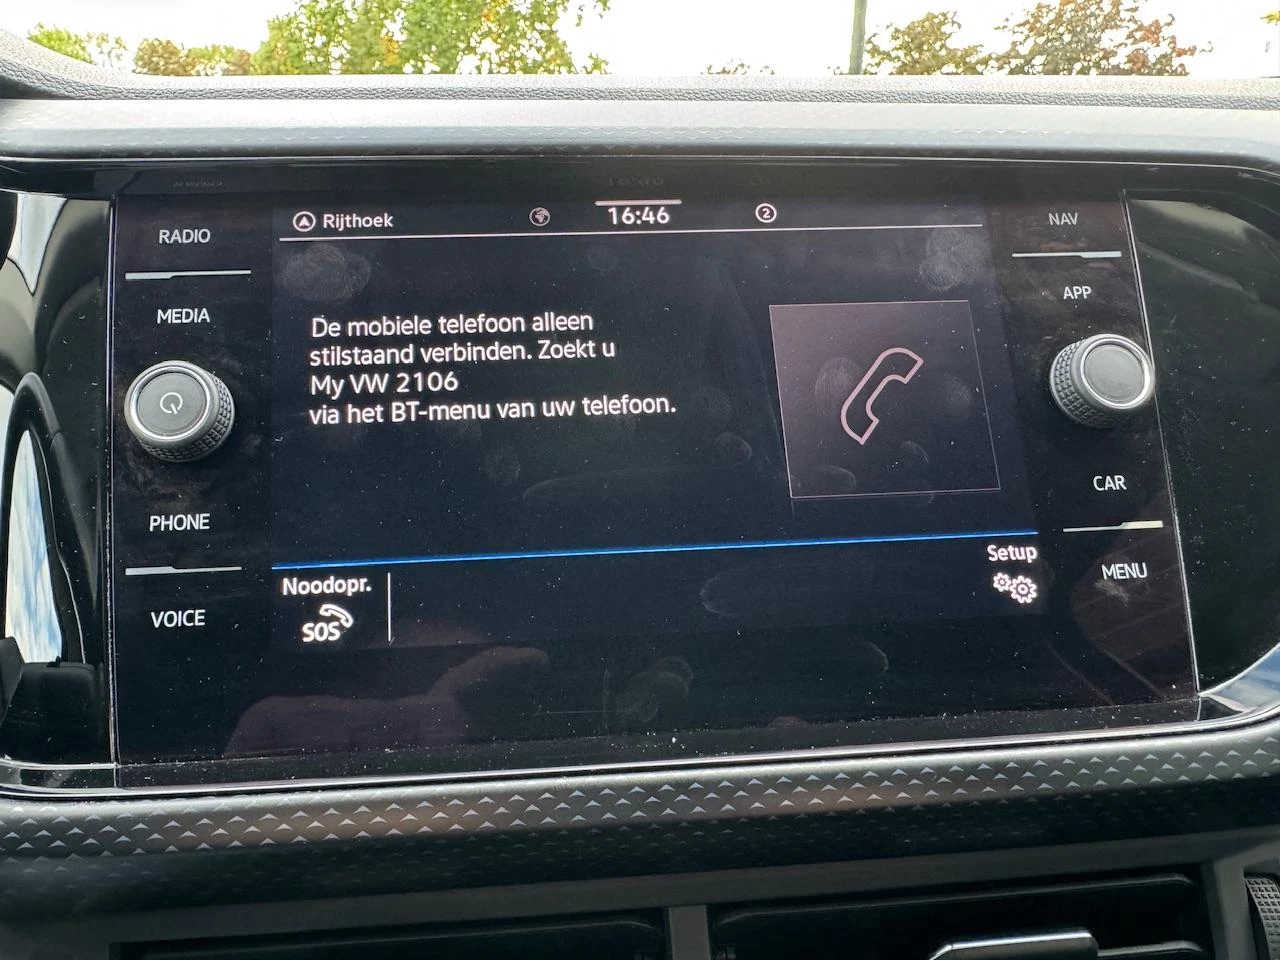 RADIO
MEDIA
PHONE
VOICE
Rijthoek
16:46
2
De mobiele telefoon alleen
stilstaand verbinden. Zoekt u
My VW 2106
via het BT-menu van uw telefoon.
Noodopr.
SOS
Setup
NAV
APP
CAR
MENU